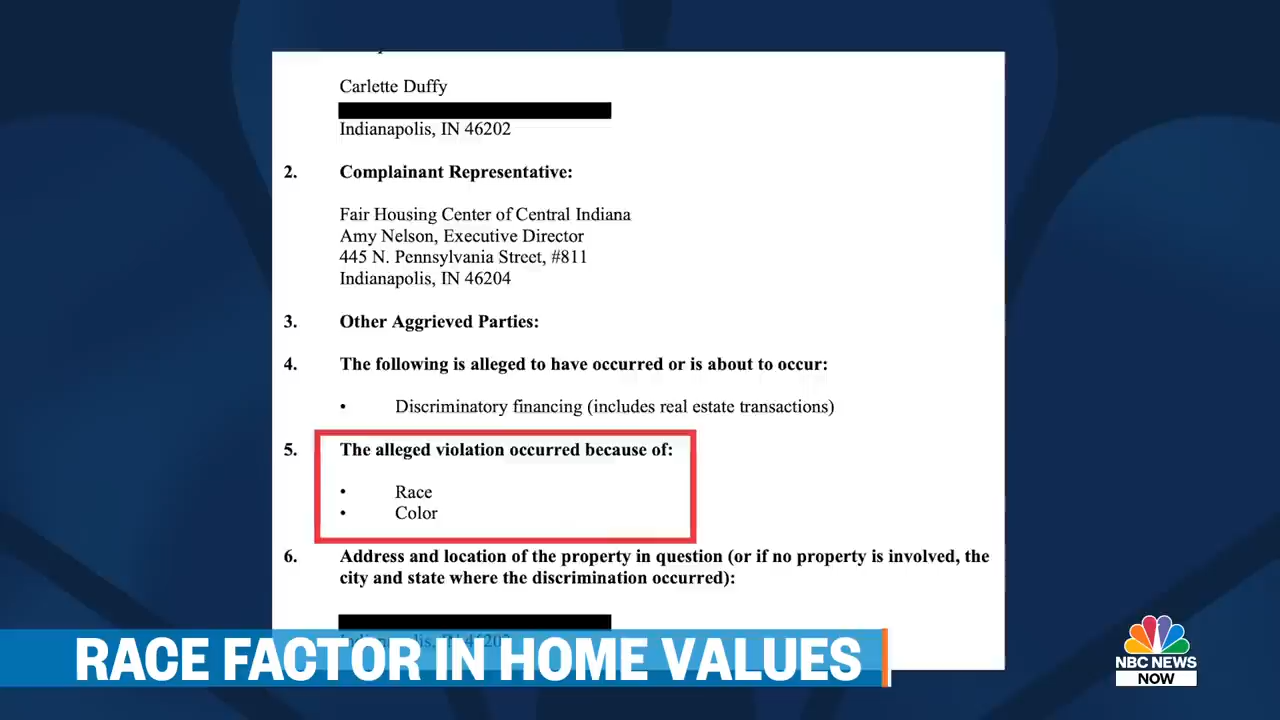 Carlette Duffy
Indianapolis, IN 46202
2. Complainant Representative:
Fair Housing Center of Central Indiana
Amy Nelson, Executive Director
445 N. Pennsylvania Street, #811
Indianapolis, IN 46204
3. Other Aggrieved Parties:
4. The following is alleged to have occurred or is about to occur:
• Discriminatory financing (includes real estate transactions)
5. The alleged violation occurred because of:
• Race
• Color
6. Address and location of the property in question (or if no property is involved, the
city and state where the discrimination occurred):
Indianapolis, IN 46202
RACE FACTOR IN HOME VALUES
NBC NEWS
NOW